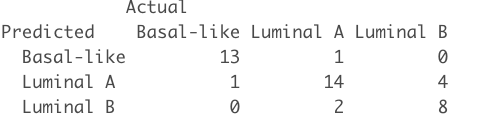 Actual
Predicted Basal-like Luminal A Luminal B
Basal-like 13 1 0
Luminal A 1 14 4
Luminal B 0 2 8